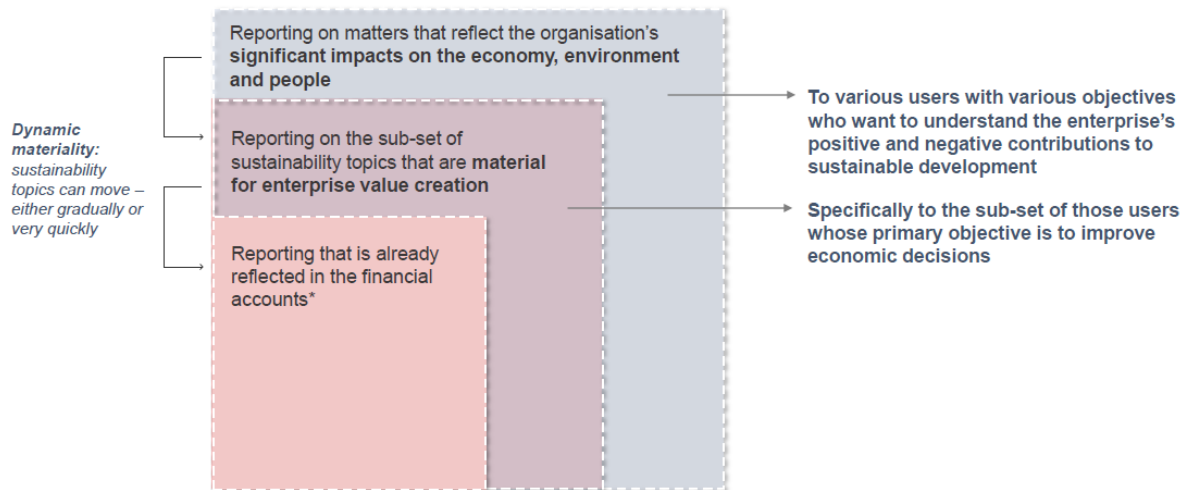 Reporting on matters that reflect the organisation's
significant impacts on the economy, environment
and people
To various users with various objectives
who want to understand the enterprise's
positive and negative contributions to
sustainable development
Dynamic
materiality:
sustainability
topics can move –
either gradually or
very quickly
Reporting on the sub-set of
sustainability topics that are material
for enterprise value creation
Specifically to the sub-set of those users
whose primary objective is to improve
economic decisions
Reporting that is already
reflected in the financial
accounts*